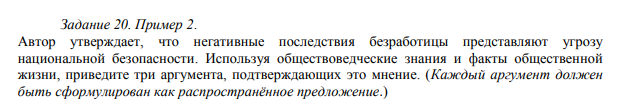 Задание 20. Пример 2.
Автор утверждает, что негативные последствия безработицы представляют угрозу
национальной безопасности. Используя обществоведческие знания и факты общественной
жизни, приведите три аргумента, подтверждающих это мнение. (Каждый аргумент должен
быть сформулирован как распространённое предложение.)